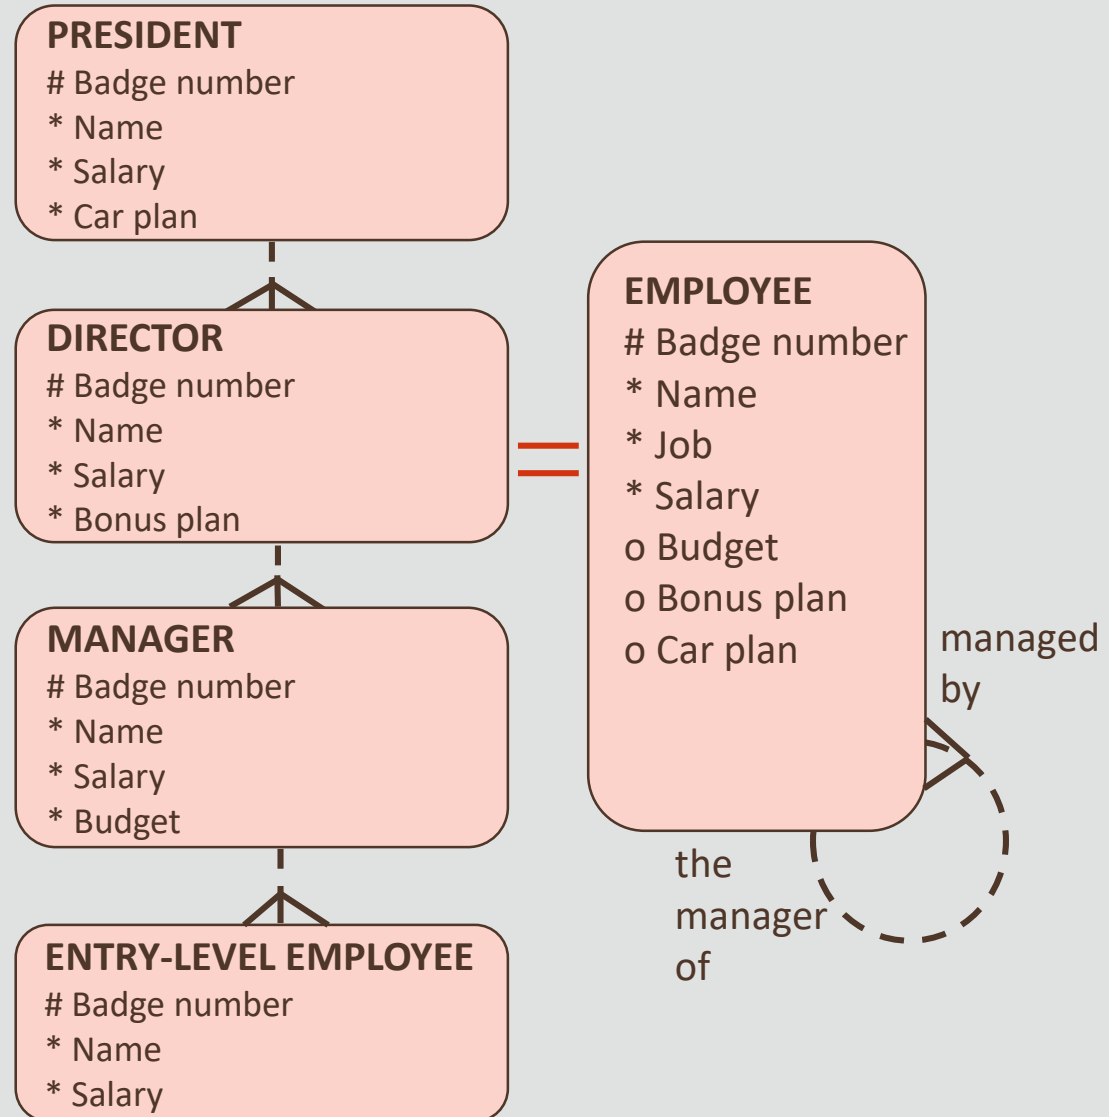 PRESIDENT
# Badge number
* Name
* Salary
* Car plan
DIRECTOR
# Badge number
* Name
* Salary
* Bonus plan
MANAGER
# Badge number
* Name
* Salary
* Budget
ENTRY-LEVEL EMPLOYEE
# Badge number
* Name
* Salary
EMPLOYEE
# Badge number
* Name
* Job
* Salary
o Budget
o Bonus plan
o Car plan
managed
by
the
manager
of